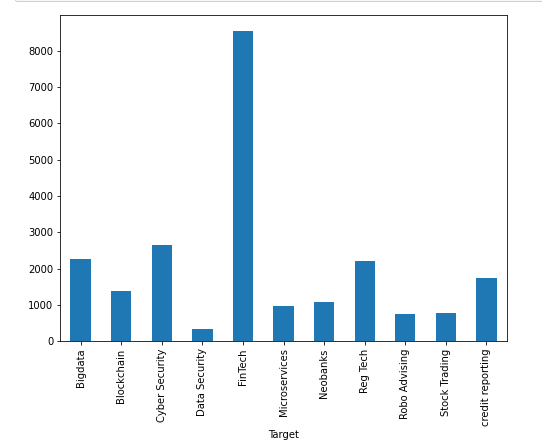 8000
7000
6000
5000
4000
3000
2000
1000
0
Bigdata
Blockchain
Cyber Security
Data Security
FinTech
Microservices
Neobanks
Reg Tech
Robo Advising
Stock Trading
credit reporting
Target